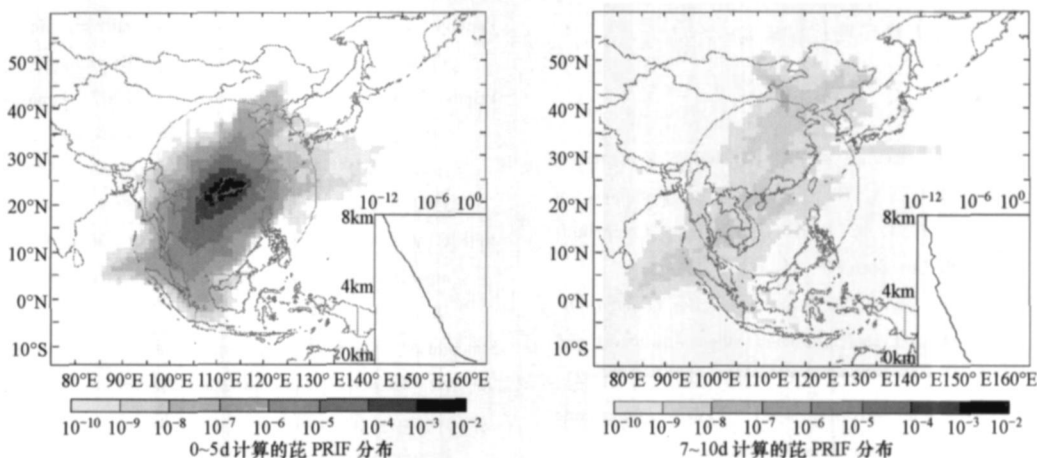 50°N
40°N
30°N
20°N
10°N
0°N
10°S
10⁻¹² 10⁻⁶ 10⁰
8km
4km
0km
80°E 90°E 100°E 110°E 120°E 130°E 140°E150°E 160°E
10⁻¹⁰ 10⁻⁹ 10⁻⁸ 10⁻⁷ 10⁻⁶ 10⁻⁵ 10⁻⁴ 10⁻³ 10⁻²
0~5d计算的芘 PRIF 分布
50°N
40°N
30°N
20°N
10°N
0°N
10°S
10⁻¹² 10⁻⁶ 10⁰
8km
4km
0km
80°E 90°E 100°E 110°E 120°E 130°E 140°E150°E 160°E
10⁻¹⁰ 10⁻⁹ 10⁻⁸ 10⁻⁷ 10⁻⁶ 10⁻⁵ 10⁻⁴ 10⁻³ 10⁻²
7~10d计算的芘 PRIF 分布